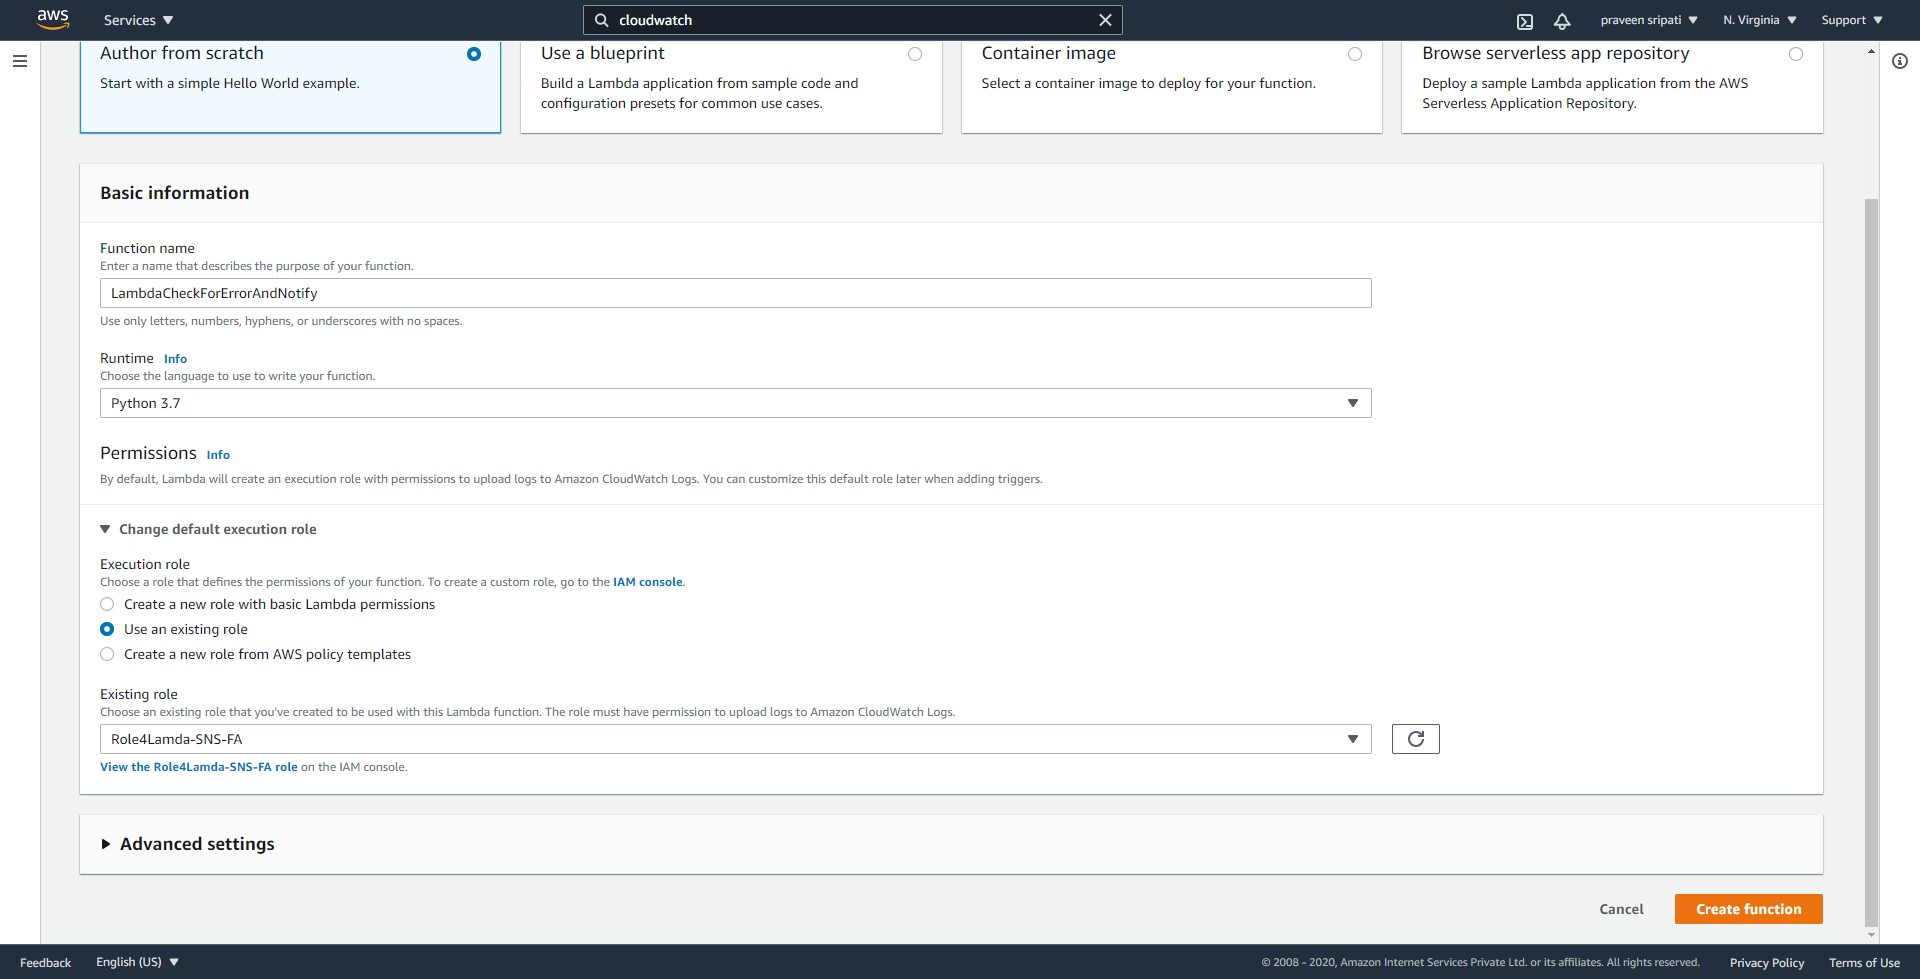 aws Services cloudwatch praveen sripati N. Virginia Support
Author from scratch
Start with a simple Hello World example.
Use a blueprint
Build a Lambda application from sample code and
configuration presets for common use cases.
Container image
Select a container image to deploy for your function.
Browse serverless app repository
Deploy a sample Lambda application from the AWS
Serverless Application Repository.
Basic information
Function name
Enter a name that describes the purpose of your function.
LambdaCheckForErrorAndNotify
Use only letters, numbers, hyphens, or underscores with no spaces.
Runtime Info
Choose the language to use to write your function.
Python 3.7
Permissions Info
By default, Lambda will create an execution role with permissions to upload logs to Amazon CloudWatch Logs. You can customize this default role later when adding triggers.
Change default execution role
Execution role
Choose a role that defines the permissions of your function. To create a custom role, go to the IAM console.
Create a new role with basic Lambda permissions
Use an existing role
Create a new role from AWS policy templates
Existing role
Choose an existing role that you've created to be used with this Lambda function. The role must have permission to upload logs to Amazon CloudWatch Logs.
Role4Lamda-SNS-FA
View the Role4Lamda-SNS-FA role on the IAM console.
Advanced settings
Cancel Create function
Feedback English (US) © 2008 - 2020, Amazon Internet Services Private Ltd. or its affiliates. All rights reserved. Privacy Policy Terms of Use